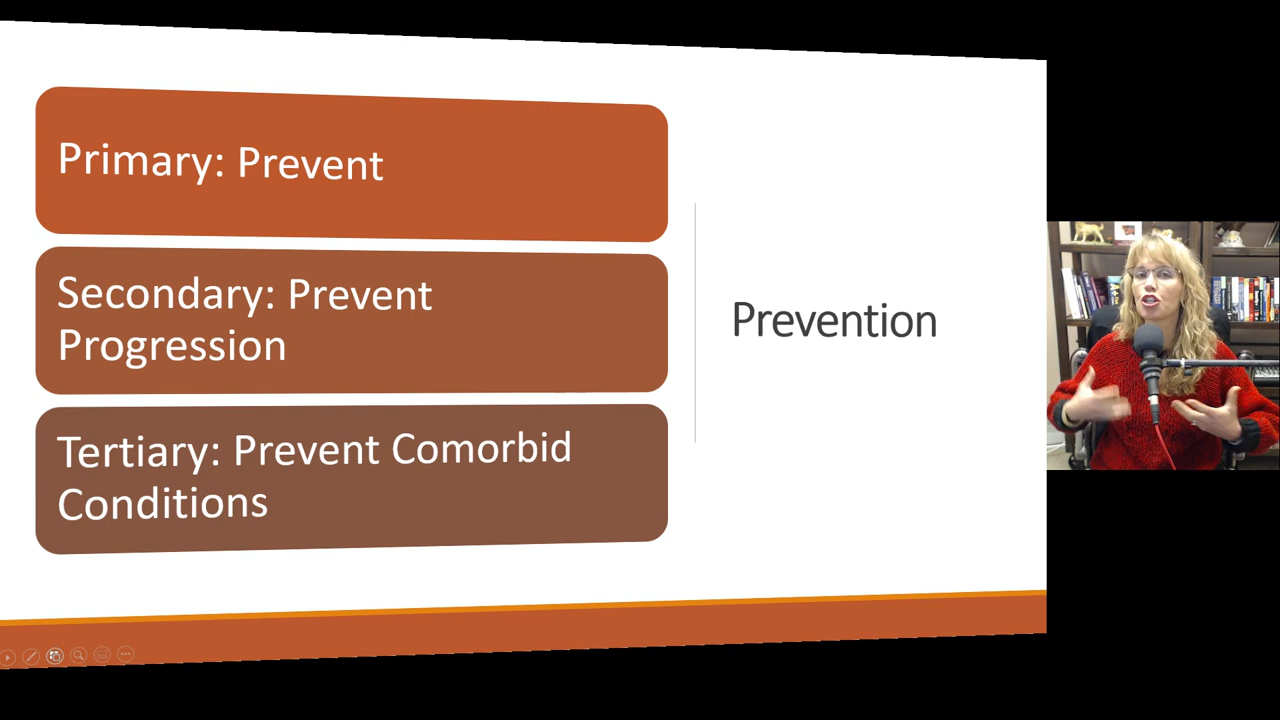 Primary: Prevent
Secondary: Prevent
Progression
Tertiary: Prevent Comorbid
Conditions
Prevention